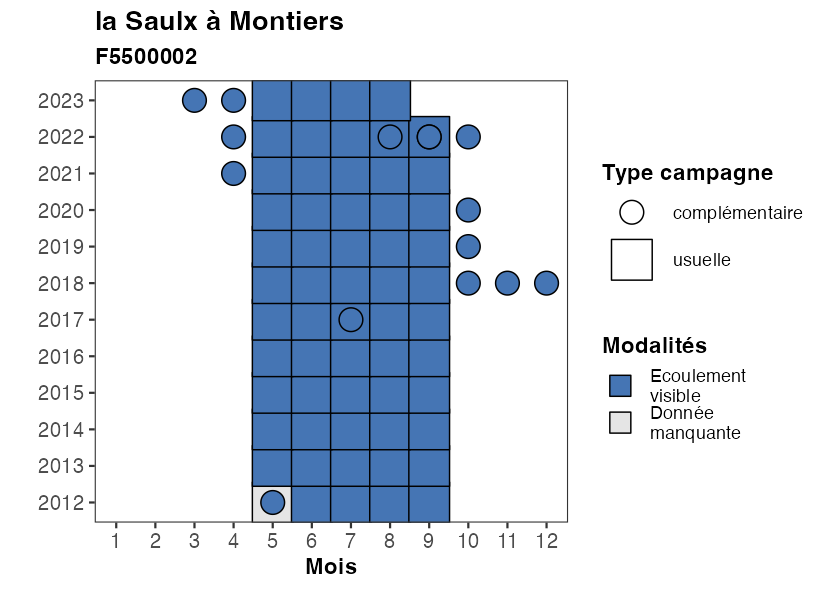 la Saulx à Montiers
F5500002
2023
2022
2021
2020
2019
2018
2017
2016
2015
2014
2013
2012
1 2 3 4 5 6 7 8 9 10 11 12
Mois
Type campagne
complémentaire
usuelle
Modalités
Ecoulement
visible
Donnée
manquante